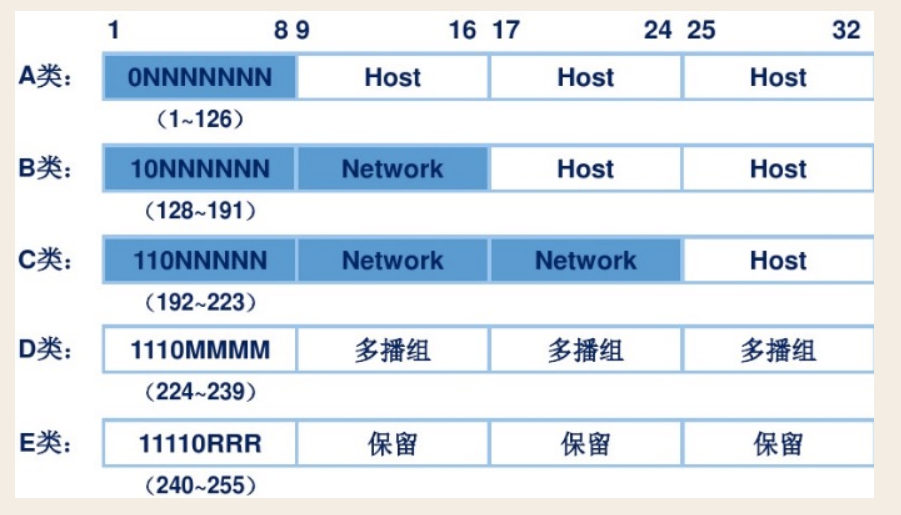 1 8 9 16 17 24 25 32
A类: 0NNNNNNN Host Host Host
(1~126)
B类: 10NNNNNN Network Host Host
(128~191)
C类: 110NNNNN Network Network Host
(192~223)
D类: 1110MMMM 多播组 多播组 多播组
(224~239)
E类: 11110RRR 保留 保留 保留
(240~255)